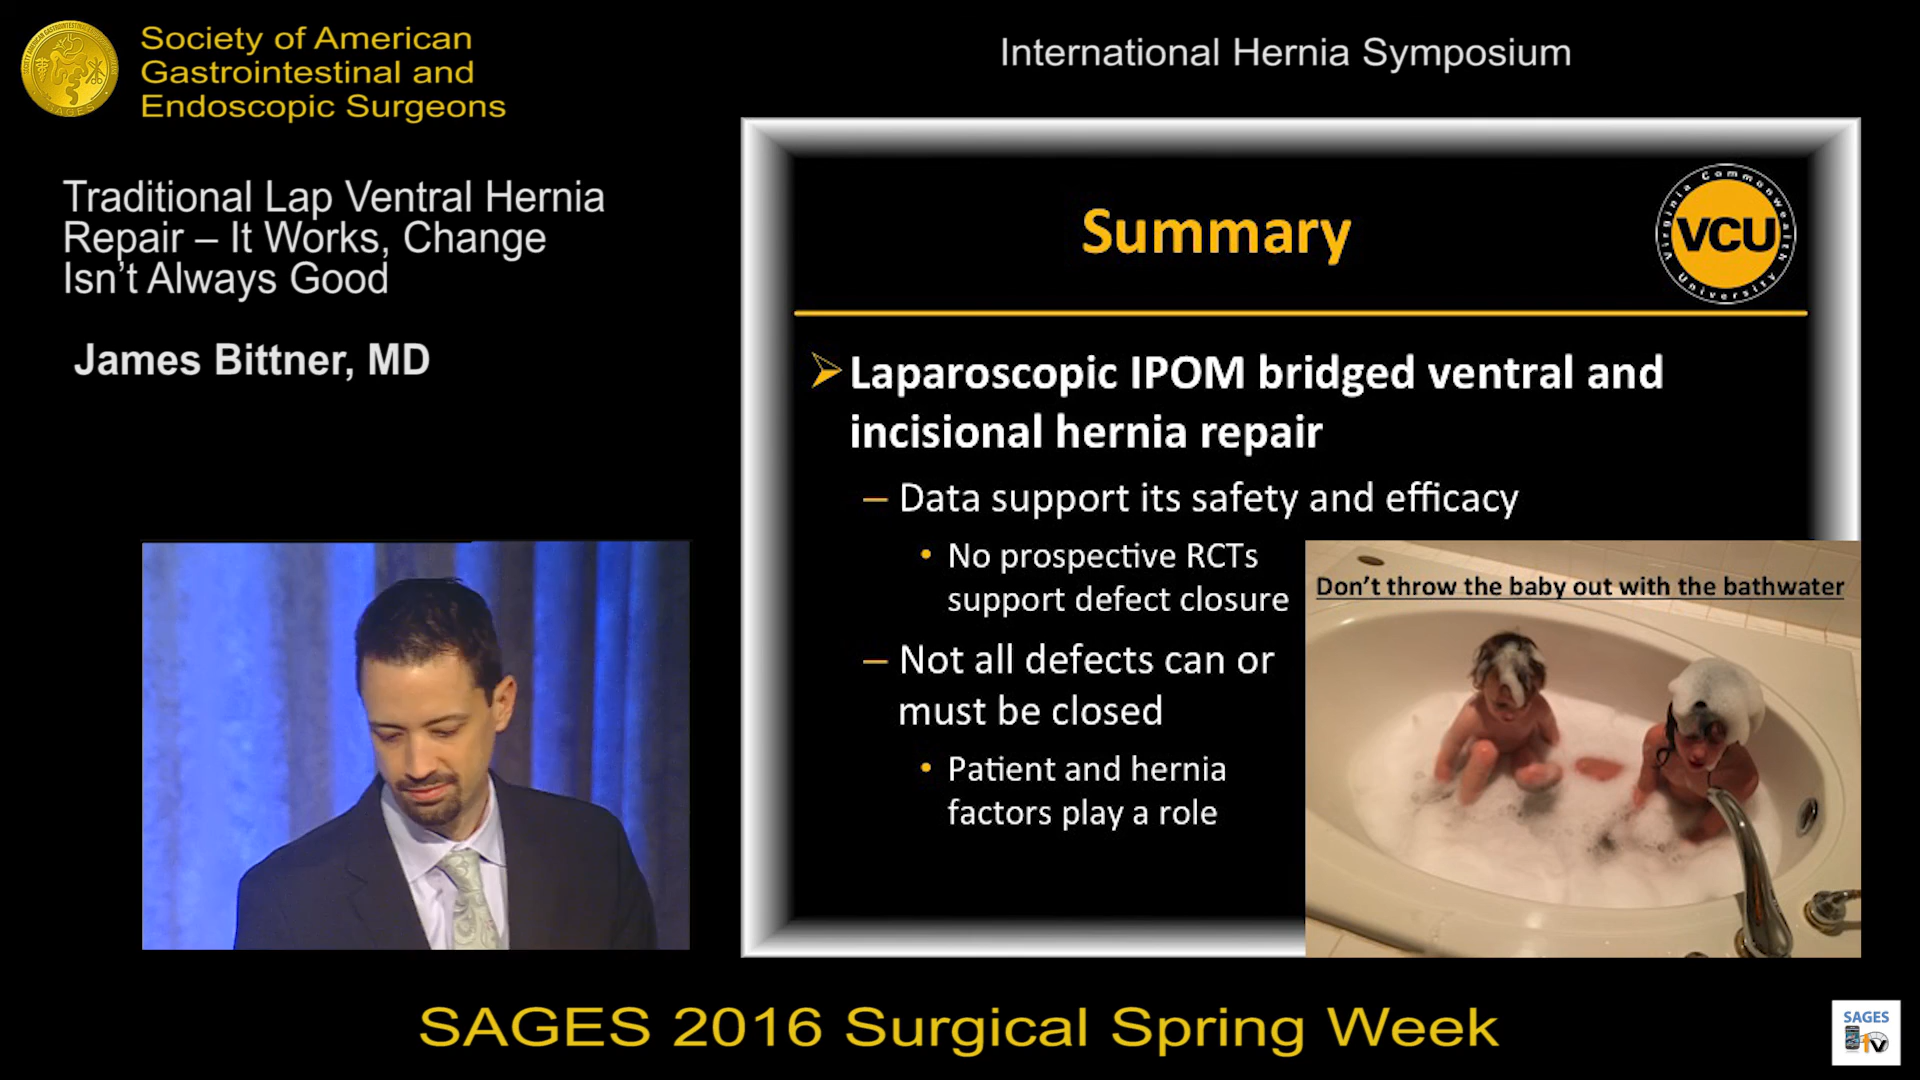 Society of American
Gastrointestinal and
Endoscopic Surgeons
International Hernia Symposium
Traditional Lap Ventral Hernia
Repair – It Works, Change
Isn't Always Good
James Bittner, MD
Summary
Virginia Commonwealth University
VCU
➢ Laparoscopic IPOM bridged ventral and
incisional hernia repair
– Data support its safety and efficacy
• No prospective RCTs
support defect closure
– Not all defects can or
must be closed
• Patient and hernia
factors play a role
Don't throw the baby out with the bathwater
SAGES 2016 Surgical Spring Week
SAGES
TV